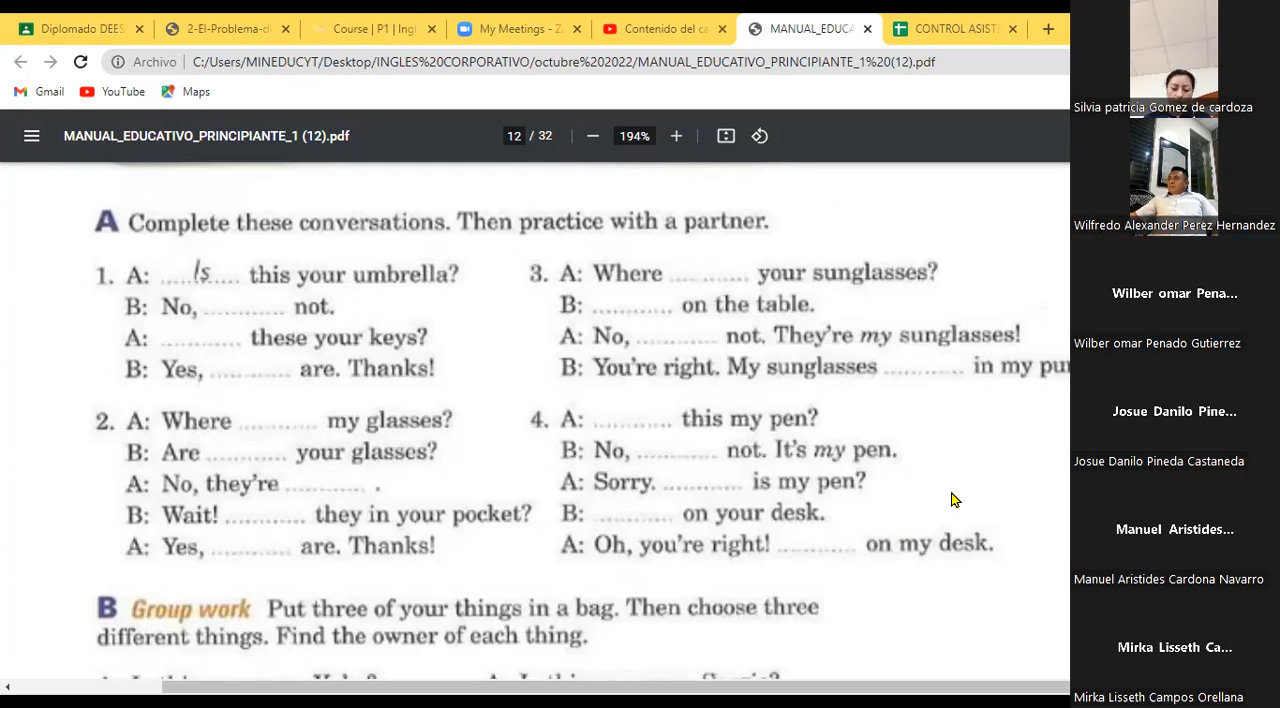 Diplomado DEES
2-El-Problema-d
Course | P1 | Ingl
My Meetings - Z
Contenido del ca
MANUAL_EDUCA
CONTROL ASIST
Archivo
C:/Users/MINEDUCYT/Desktop/INGLES%20CORPORATIVO/octubre%202022/MANUAL_EDUCATIVO_PRINCIPIANTE_1%20(12).pdf
Gmail
YouTube
Maps
MANUAL_EDUCATIVO_PRINCIPIANTE_1 (12).pdf
12 / 32
194%
A Complete these conversations. Then practice with a partner.
1. A: .....Is..... this your umbrella?
B: No, ............ not.
A: ............ these your keys?
B: Yes, ............ are. Thanks!
2. A: Where ............ my glasses?
B: Are ............ your glasses?
A: No, they're ............ .
B: Wait! ............ they in your pocket?
A: Yes, ............ are. Thanks!
3. A: Where ............ your sunglasses?
B: ............ on the table.
A: No, ............ not. They're my sunglasses!
B: You're right. My sunglasses ............ in my pu
4. A: ............ this my pen?
B: No, ............ not. It's my pen.
A: Sorry. ............ is my pen?
B: ............ on your desk.
A: Oh, you're right! ............ on my desk.
B Group work Put three of your things in a bag. Then choose three
different things. Find the owner of each thing.
Silvia patricia Gomez de cardoza
Wilfredo Alexander Perez Hernandez
Wilber omar Pena...
Wilber omar Penado Gutierrez
Josue Danilo Pine...
Josue Danilo Pineda Castaneda
Manuel Aristides...
Manuel Aristides Cardona Navarro
Mirka Lisseth Ca...
Mirka Lisseth Campos Orellana